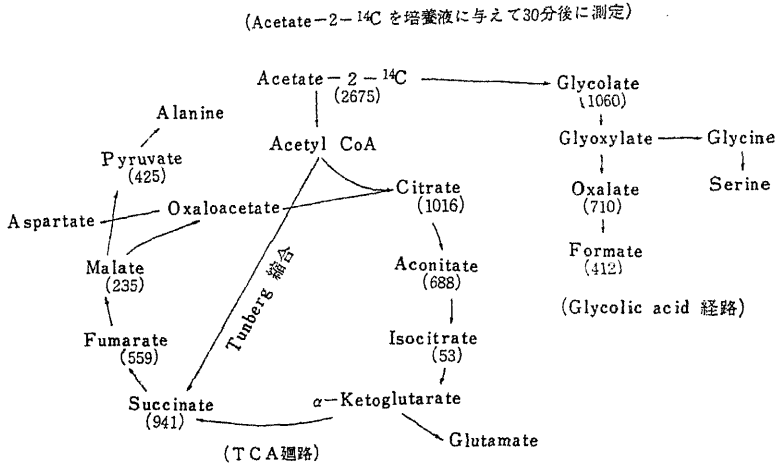 (Acetate-2-¹⁴C を培養液に与えて30分後に測定)
Acetate-2-¹⁴C
(2675)
Glycolate
(1060)
Alanine
Acetyl CoA
Glyoxylate
Glycine
Pyruvate
(425)
Citrate
(1016)
Oxalate
(710)
Serine
Aspartate
Oxaloacetate
Malate
(235)
Tunberg 縮合
Aconitate
(688)
Formate
(412)
(Glycolic acid 経路)
Fumarate
(559)
Isocitrate
(53)
Succinate
(941)
α-Ketoglutarate
Glutamate
(TCA廻路)